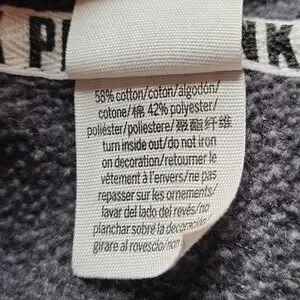 PI
NK
58% cotton/coton/algodón/
cotone/棉 42% polyester/
poliéster/poliestere/聚酯纤维
turn inside out/do not iron
on decoration/retourner le
vêtement à l'envers/ne pas
repasser sur les ornements/
lavar del lado del revés/no
planchar sobre la decoración/
girare al rovescio/non